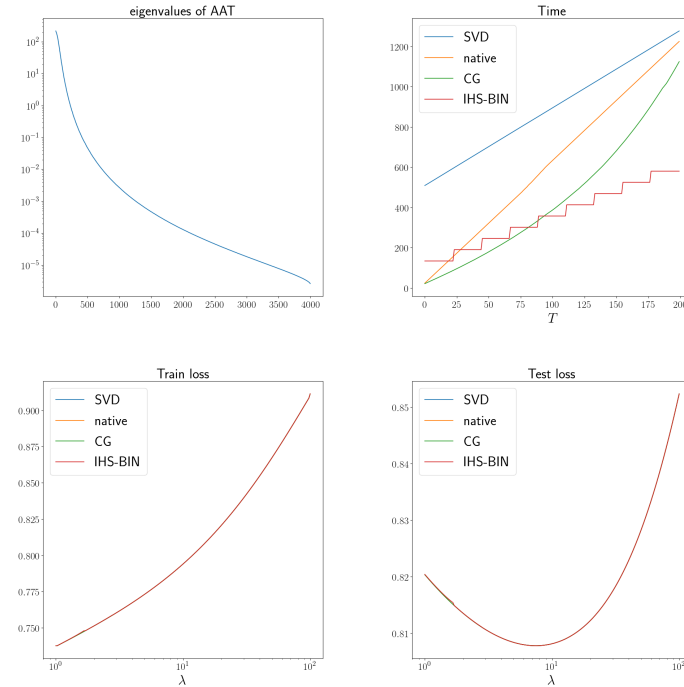 eigenvalues of AAT
10^2
10^1
10^0
10^-1
10^-2
10^-3
10^-4
10^-5
0 500 1000 1500 2000 2500 3000 3500 4000
Time
SVD
native
CG
IHS-BIN
1200
1000
800
600
400
200
0
0 25 50 75 100 125 150 175 200
T
Train loss
SVD
native
CG
IHS-BIN
0.900
0.875
0.850
0.825
0.800
0.775
0.750
10^0 10^1 10^2
λ
Test loss
SVD
native
CG
IHS-BIN
0.85
0.84
0.83
0.82
0.81
10^0 10^1 10^2
λ